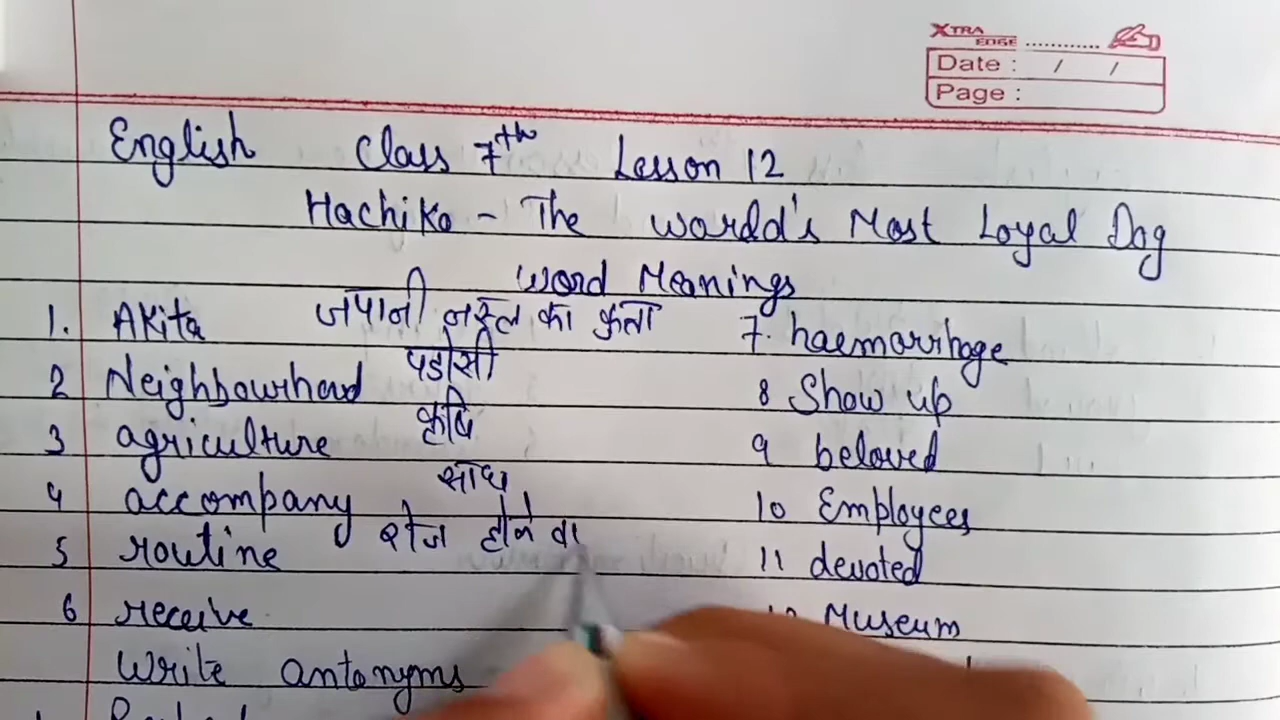 XTRA EDGE ............
Date : / /
Page :
English Class 7th Lesson 12
Hachiko - The Wordd's Most Loyal Dog
Word Meanings
1. Akita जपानी नस्ल का कुत्ता
2 Neighbourhood पडोसी
3 agriculture कृषि
4 accompany साथ
5 routine रोज होने वा
6 receive
Write antonyms
7. haemorrhage
8 Show up
9 beloved
10 Employees
11 devoted
Museum